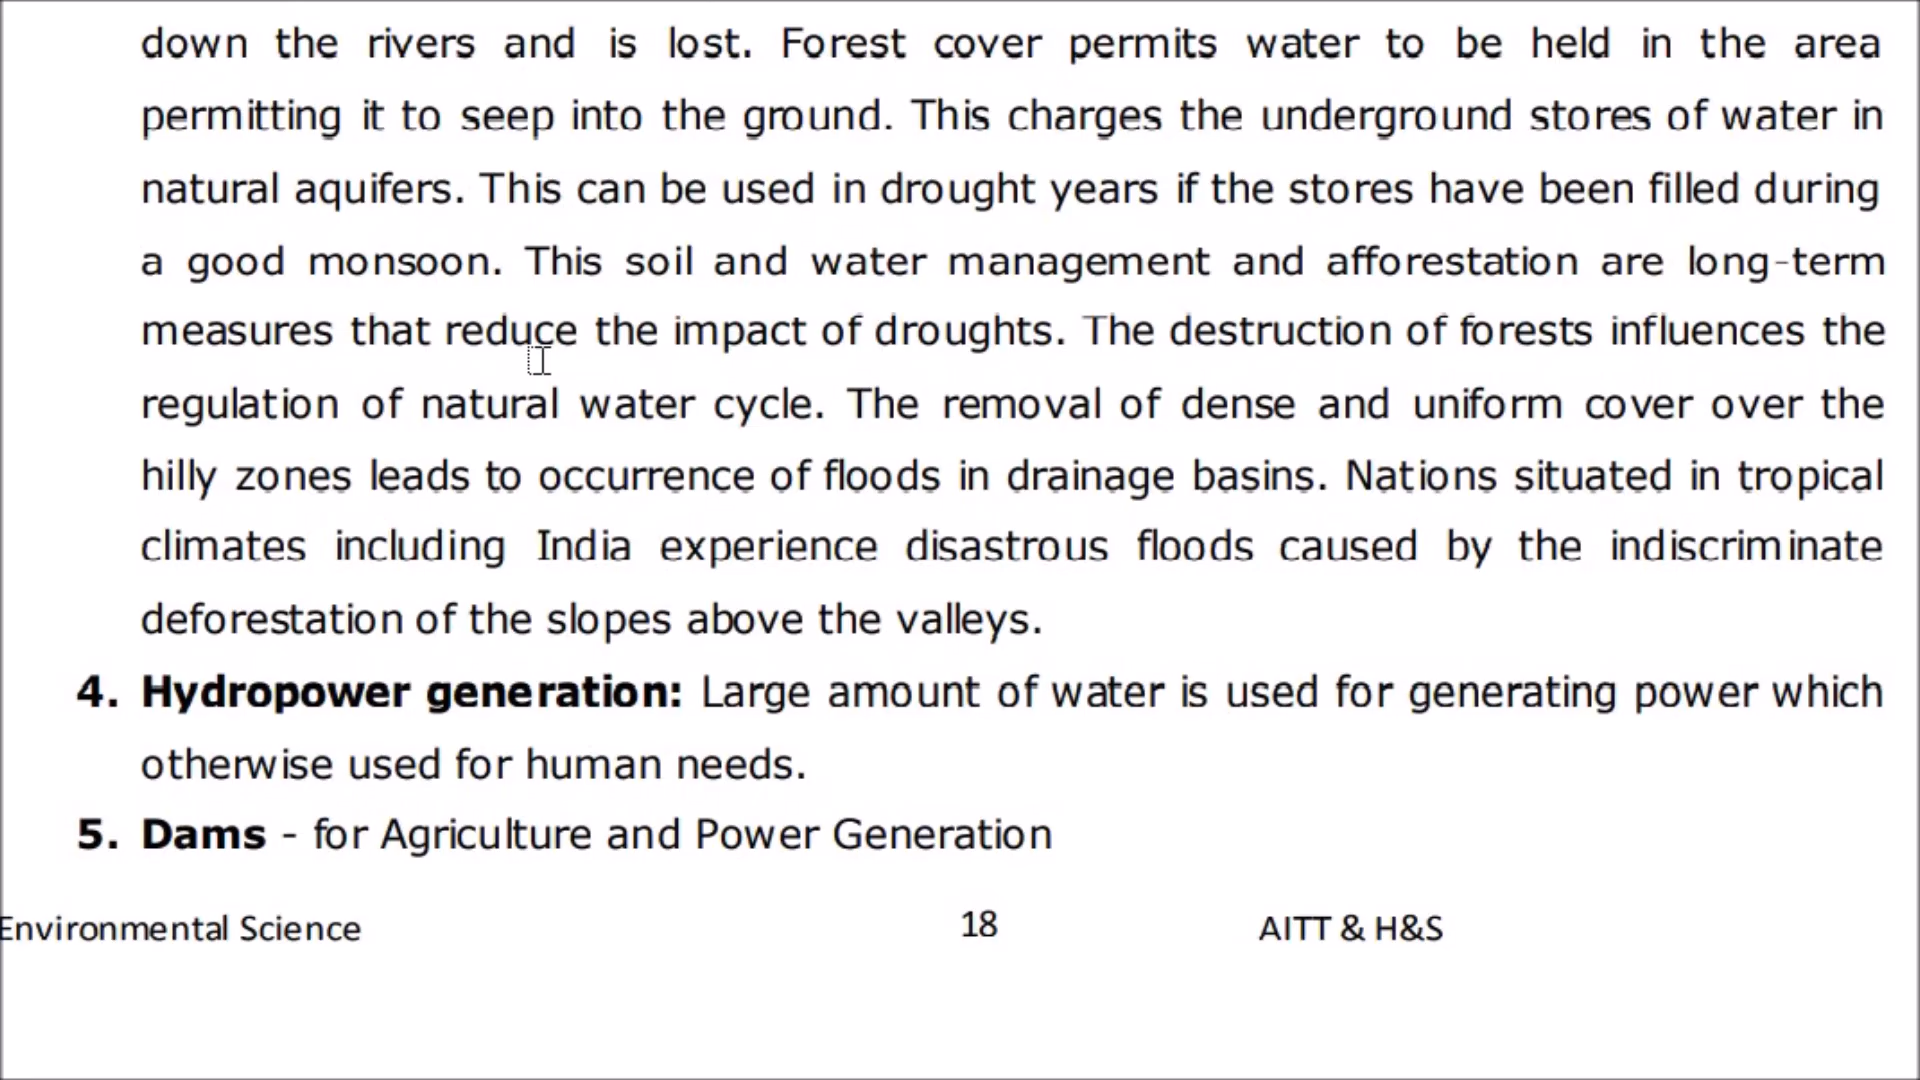 down the rivers and is lost. Forest cover permits water to be held in the area
permitting it to seep into the ground. This charges the underground stores of water in
natural aquifers. This can be used in drought years if the stores have been filled during
a good monsoon. This soil and water management and afforestation are long-term
measures that reduce the impact of droughts. The destruction of forests influences the
regulation of natural water cycle. The removal of dense and uniform cover over the
hilly zones leads to occurrence of floods in drainage basins. Nations situated in tropical
climates including India experience disastrous floods caused by the indiscriminate
deforestation of the slopes above the valleys.
4. Hydropower generation: Large amount of water is used for generating power which
otherwise used for human needs.
5. Dams - for Agriculture and Power Generation
Environmental Science 18 AITT & H&S